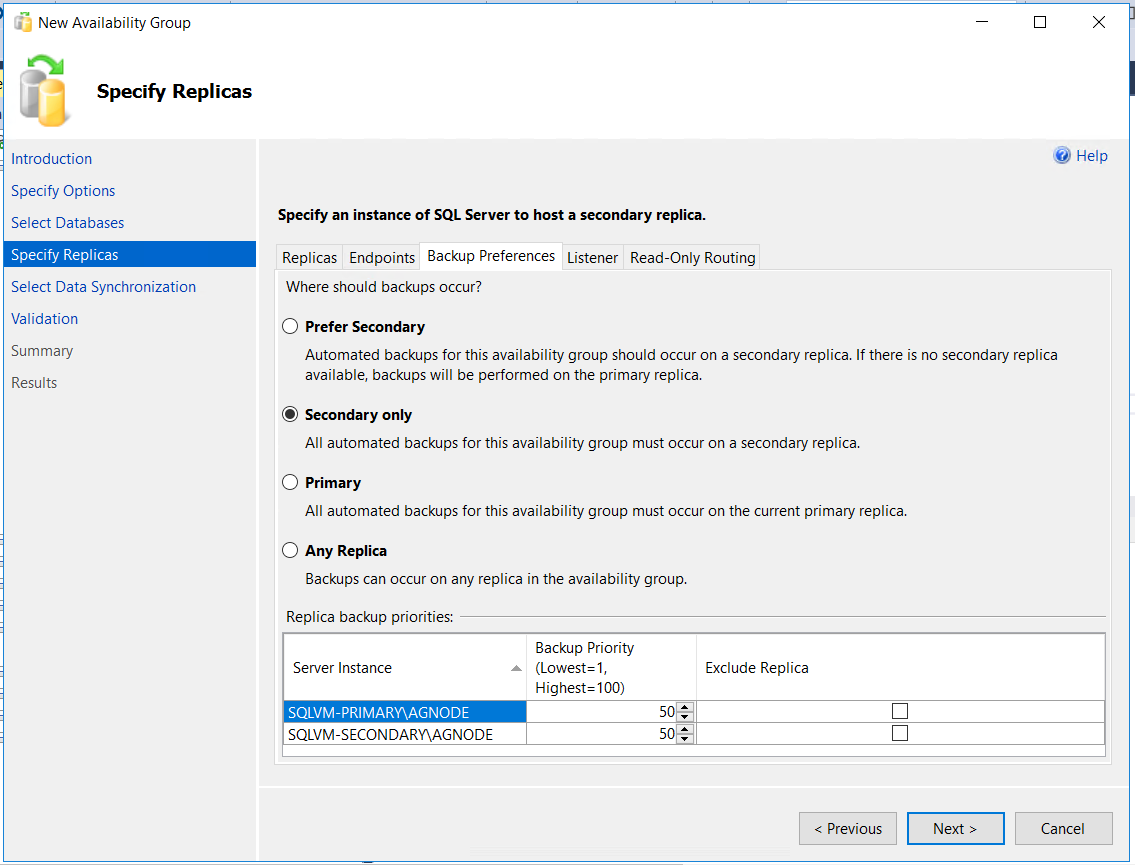 New Availability Group
Specify Replicas
Introduction
Specify Options
Select Databases
Specify Replicas
Select Data Synchronization
Validation
Summary
Results
Help
Specify an instance of SQL Server to host a secondary replica.
Replicas Endpoints Backup Preferences Listener Read-Only Routing
Where should backups occur?
Prefer Secondary
Automated backups for this availability group should occur on a secondary replica. If there is no secondary replica
available, backups will be performed on the primary replica.
Secondary only
All automated backups for this availability group must occur on a secondary replica.
Primary
All automated backups for this availability group must occur on the current primary replica.
Any Replica
Backups can occur on any replica in the availability group.
Replica backup priorities:
Server Instance
Backup Priority
(Lowest=1,
Highest=100)
Exclude Replica
SQLVM-PRIMARY\AGNODE 50
SQLVM-SECONDARY\AGNODE 50
< Previous Next > Cancel